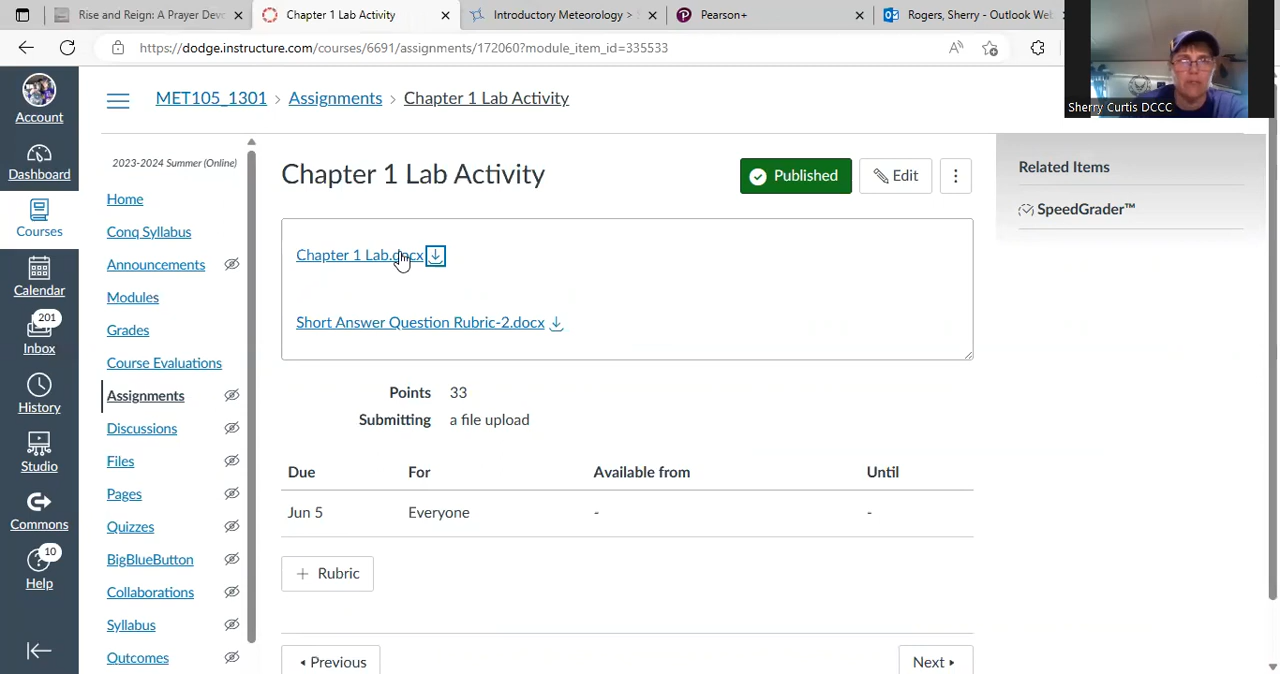 Rise and Reign: A Prayer Dev
Chapter 1 Lab Activity
Introductory Meteorology > S
Pearson+
Rogers, Sherry - Outlook Web
https://dodge.instructure.com/courses/6691/assignments/172060?module_item_id=335533
Sherry Curtis DCCC
Account
Dashboard
Courses
Calendar
201
Inbox
History
Studio
Commons
10
Help
MET105_1301 > Assignments > Chapter 1 Lab Activity
2023-2024 Summer (Online)
Home
Conq Syllabus
Announcements
Modules
Grades
Course Evaluations
Assignments
Discussions
Files
Pages
Quizzes
BigBlueButton
Collaborations
Syllabus
Outcomes
Chapter 1 Lab Activity
Published
Edit
Chapter 1 Lab.docx
Short Answer Question Rubric-2.docx
Points 33
Submitting a file upload
Due For Available from Until
Jun 5 Everyone - -
+ Rubric
Previous
Next
Related Items
SpeedGrader™